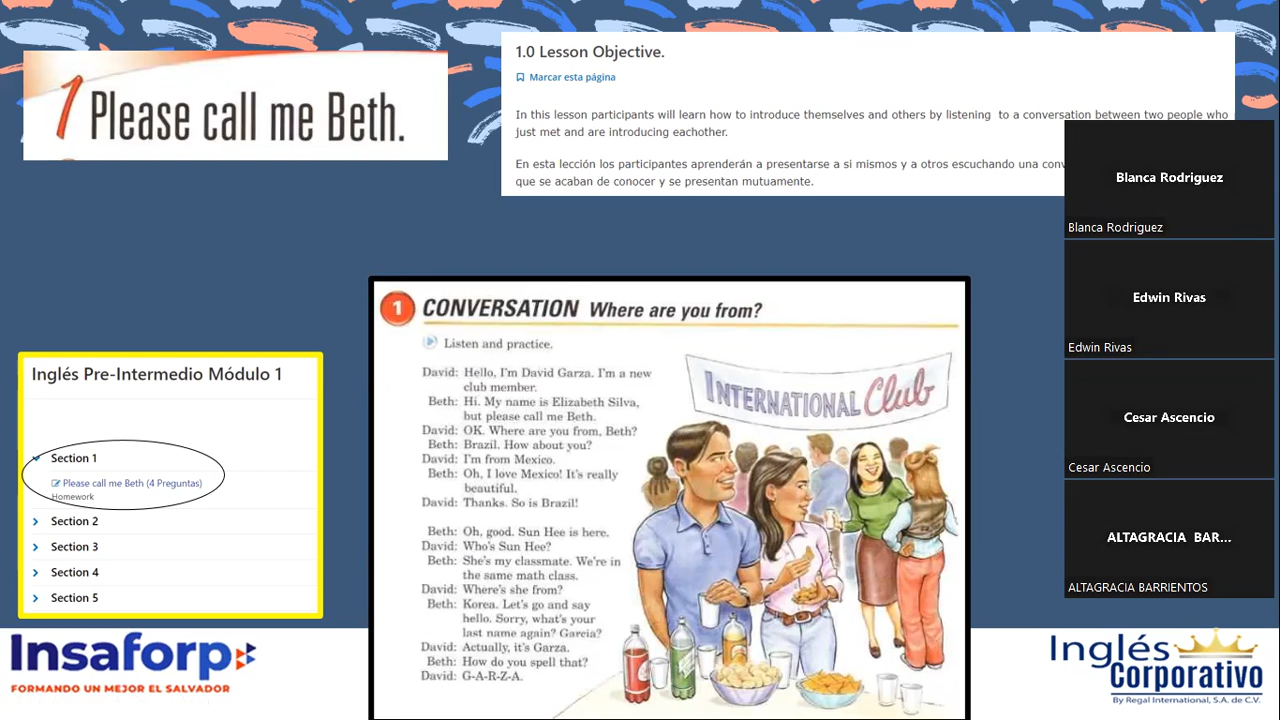 1 Please call me Beth.
1.0 Lesson Objective.
Marcar esta página
In this lesson participants will learn how to introduce themselves and others by listening to a conversation between two people who
just met and are introducing eachother.
En esta lección los participantes aprenderán a presentarse a si mismos y a otros escuchando una
que se acaban de conocer y se presentan mutuamente.
Blanca Rodriguez
Blanca Rodriguez
Edwin Rivas
Edwin Rivas
Cesar Ascencio
Cesar Ascencio
ALTAGRACIA BAR...
ALTAGRACIA BARRIENTOS
Inglés Pre-Intermedio Módulo 1
Section 1
Please call me Beth (4 Preguntas)
Homework
Section 2
Section 3
Section 4
Section 5
1 CONVERSATION Where are you from?
Listen and practice.
David: Hello, I'm David Garza. I'm a new
club member.
Beth: Hi. My name is Elizabeth Silva,
but please call me Beth.
David: OK. Where are you from, Beth?
Beth: Brazil. How about you?
David: I'm from Mexico.
Beth: Oh, I love Mexico! It's really
beautiful.
David: Thanks. So is Brazil!
Beth: Oh, good. Sun Hee is here.
David: Who's Sun Hee?
Beth: She's my classmate. We're in
the same math class.
David: Where's she from?
Beth: Korea. Let's go and say
hello. Sorry, what's your
last name again? Garcia?
David: Actually, it's Garza.
Beth: How do you spell that?
David: G-A-R-Z-A.
INTERNATIONAL Club
Insaforp
FORMANDO UN MEJOR EL SALVADOR
Inglés
Corporativo
By Regal International, S.A. de C.V.